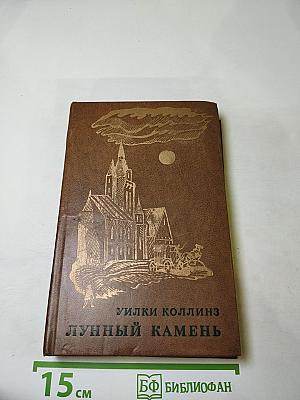 УИЛКИ КОЛЛИНЗ
ЛУННЫЙ КАМЕНЬ
15 см
БФ БИБЛИОФАН